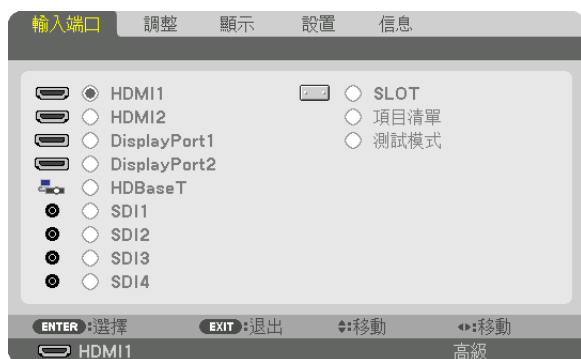 輸入端口 調整 顯示 設置 信息
HDMI1 SLOT
HDMI2 項目清單
DisplayPort1 測試模式
DisplayPort2
HDBaseT
SDI1
SDI2
SDI3
SDI4
ENTER:選擇 EXIT:退出 :移動 :移動
HDMI1 高級